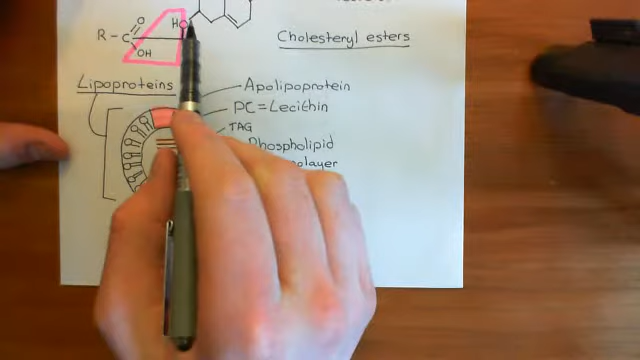 O
HO
R-C
OH
Cholesteryl esters
Lipoproteins
Apolipoprotein
PC = Lecithin
TAG
Phospholipid